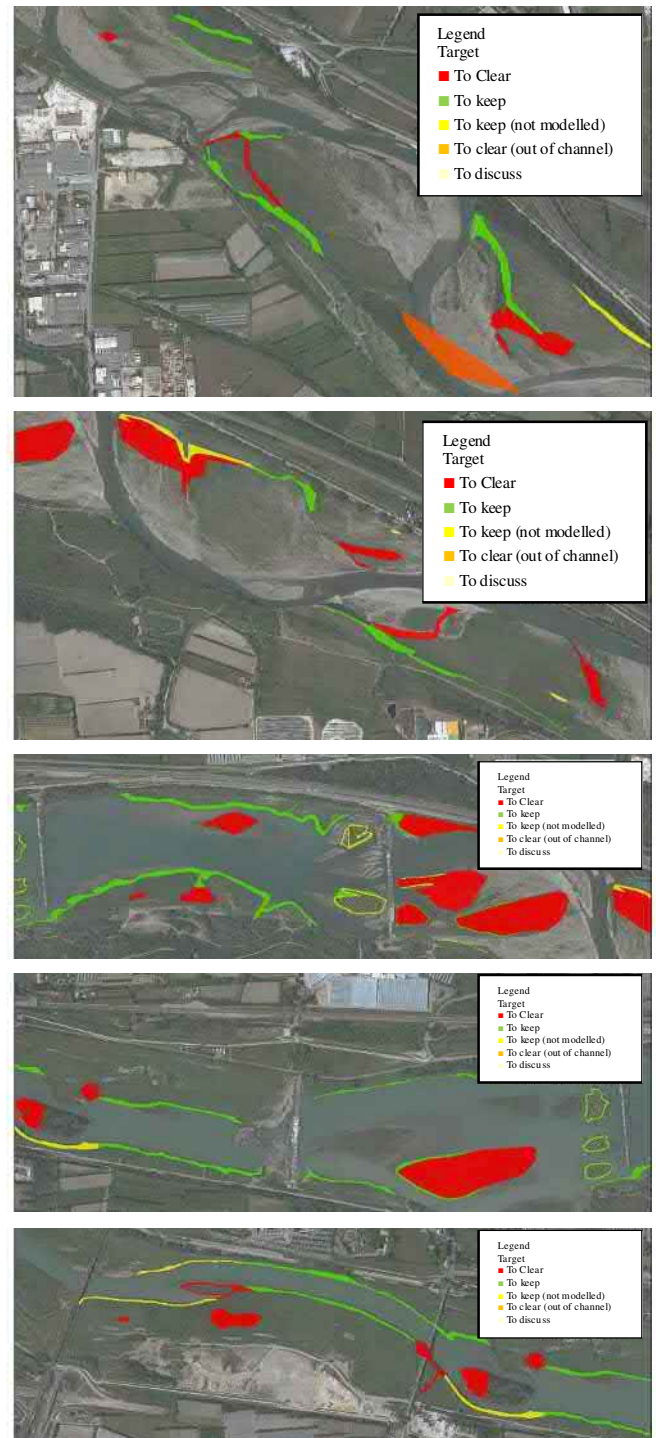 Legend
Target
To Clear
To keep
To keep (not modelled)
To clear (out of channel)
To discuss
Legend
Target
To Clear
To keep
To keep (not modelled)
To clear (out of channel)
To discuss
Legend
Target
To Clear
To keep
To keep (not modelled)
To clear (out of channel)
To discuss
Legend
Target
To Clear
To keep
To keep (not modelled)
To clear (out of channel)
To discuss
Legend
Target
To Clear
To keep
To keep (not modelled)
To clear (out of channel)
To discuss